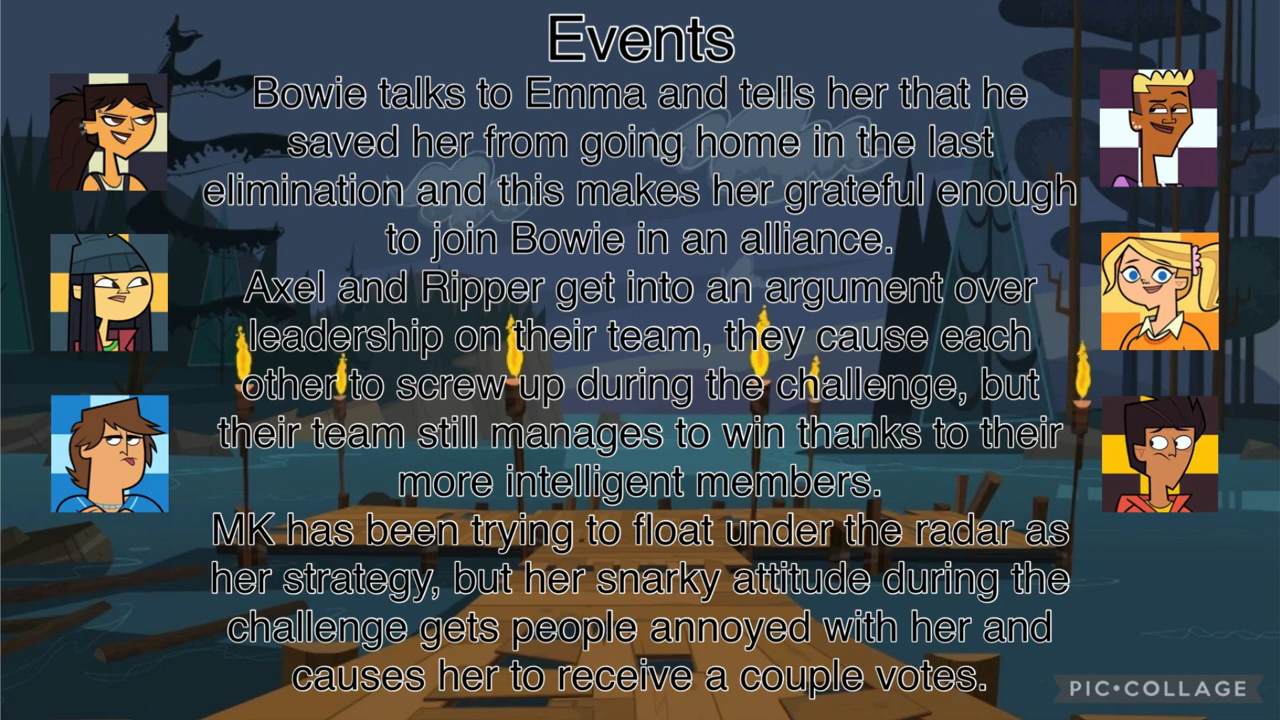 Events
Bowie talks to Emma and tells her that he
saved her from going home in the last
elimination and this makes her grateful enough
to join Bowie in an alliance.
Axel and Ripper get into an argument over
leadership on their team, they cause each
other to screw up during the challenge, but
their team still manages to win thanks to their
more intelligent members.
MK has been trying to float under the radar as
her strategy, but her snarky attitude during the
challenge gets people annoyed with her and
causes her to receive a couple votes.
PIC•COLLAGE